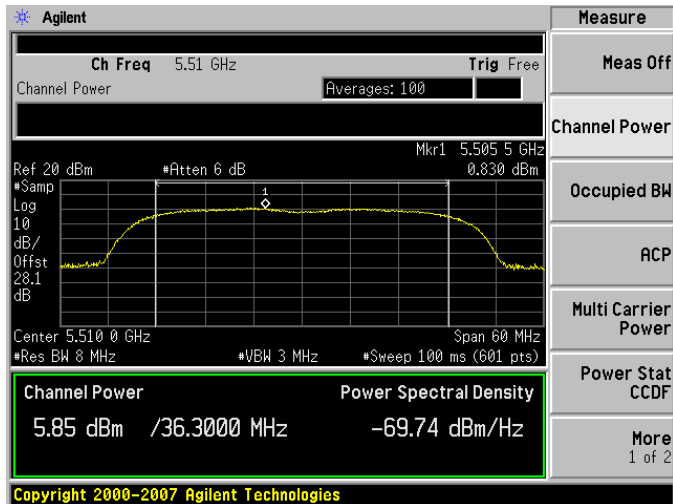 Agilent
Measure
Ch Freq 5.51 GHz Trig Free
Meas Off
Channel Power Averages: 100
Channel Power
Mkr1 5.505 5 GHz
Ref 20 dBm #Atten 6 dB 0.830 dBm
#Samp
Log
10
dB/
Offst
28.1
dB
1
Occupied BW
ACP
Multi Carrier
Power
Center 5.510 0 GHz Span 60 MHz
#Res BW 8 MHz #VBW 3 MHz #Sweep 100 ms (601 pts)
Power Stat
CCDF
Channel Power Power Spectral Density
5.85 dBm /36.3000 MHz -69.74 dBm/Hz
More
1 of 2
Copyright 2000-2007 Agilent Technologies